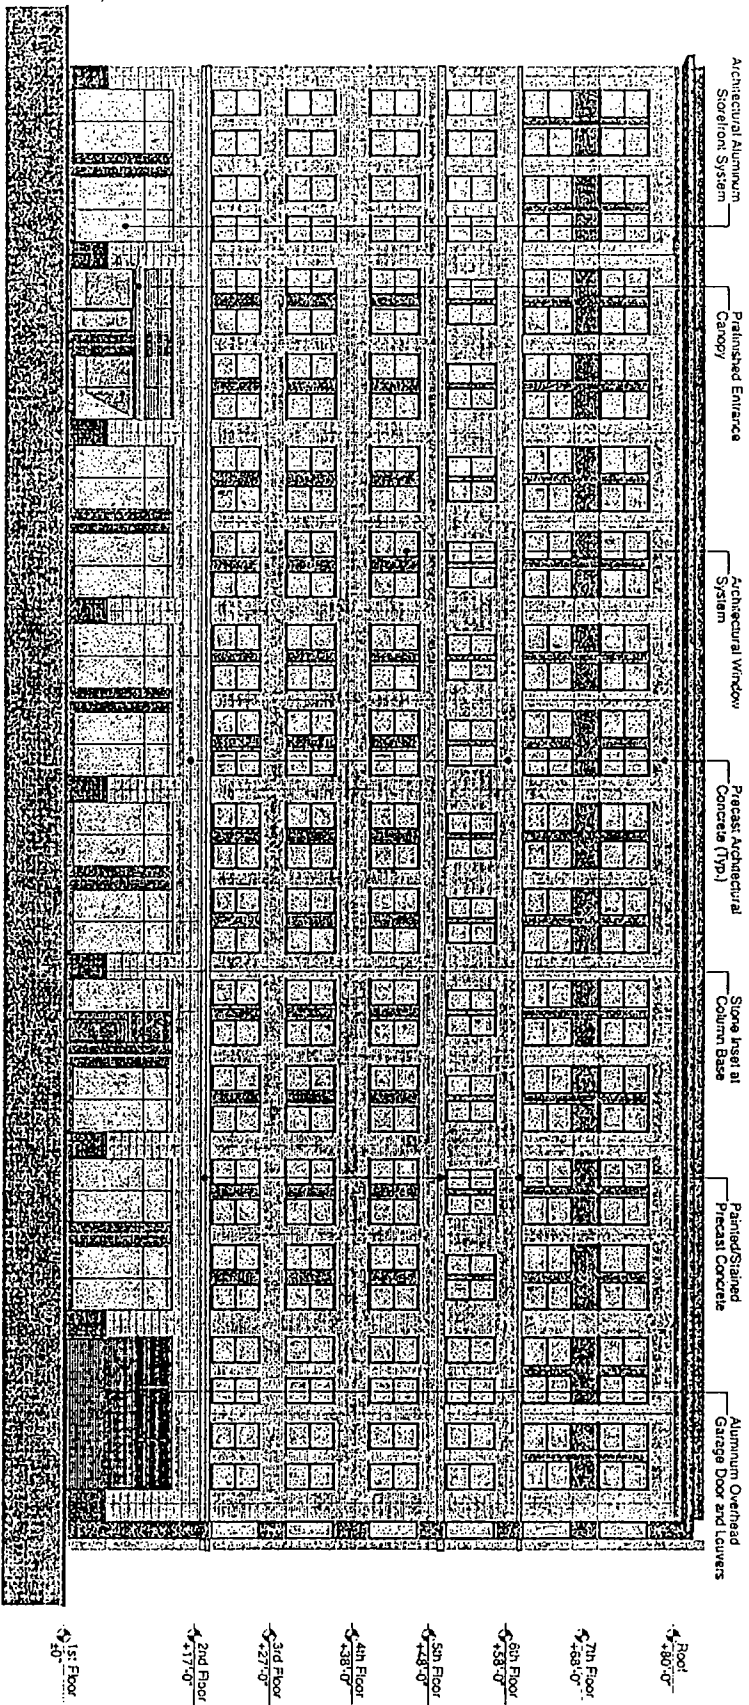 Architectural Aluminum
Storefront System
Prefinished Entrance
Canopy
Architectural Window
System
Precast Architectural
Concrete (Typ.)
Stone Inset at
Column Base
Painted/Stained
Precast Concrete
Aluminum Overhead
Garage Door and Louvers
Roof
+80'-0"
7th Floor
+68'-0"
6th Floor
+58'-0"
5th Floor
+48'-0"
4th Floor
+38'-0"
3rd Floor
+27'-0"
2nd Floor
+17'-0"
1st Floor
±0"